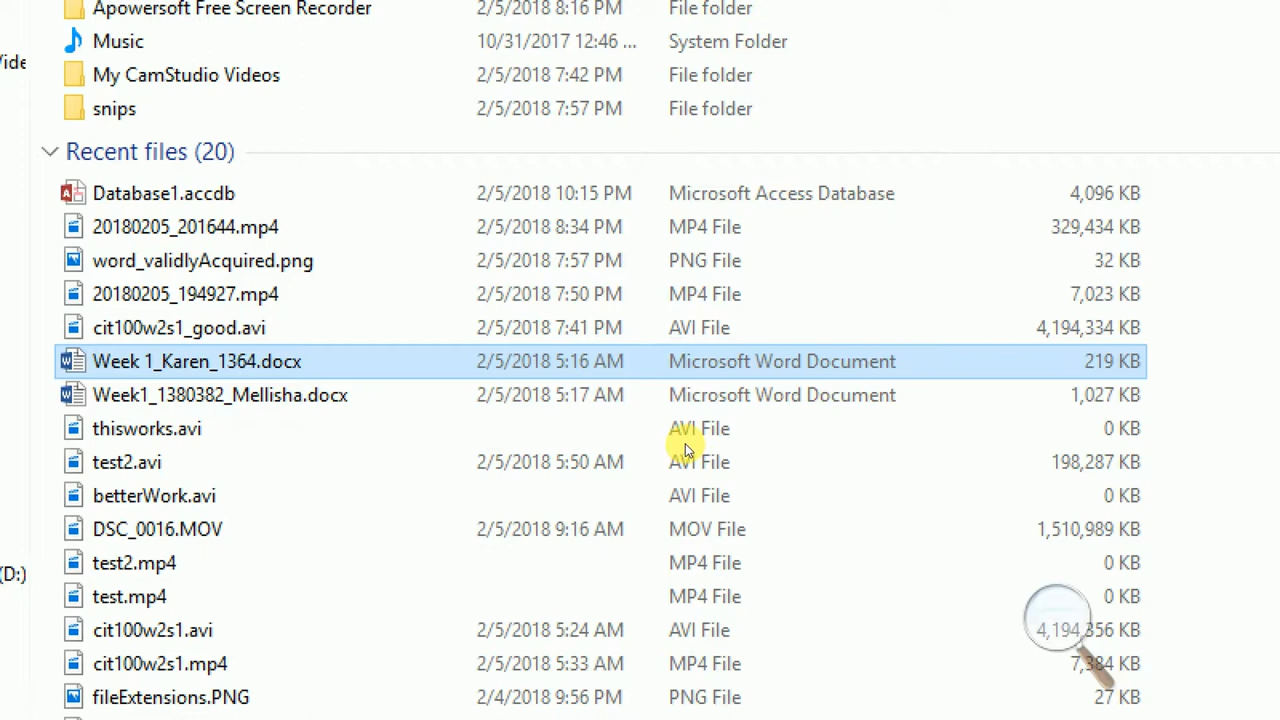 Apowersoft Free Screen Recorder 2/5/2018 8:16 PM File folder
Music 10/31/2017 12:46 ... System Folder
My CamStudio Videos 2/5/2018 7:42 PM File folder
snips 2/5/2018 7:57 PM File folder
Recent files (20)
Database1.accdb 2/5/2018 10:15 PM Microsoft Access Database 4,096 KB
20180205_201644.mp4 2/5/2018 8:34 PM MP4 File 329,434 KB
word_validlyAcquired.png 2/5/2018 7:57 PM PNG File 32 KB
20180205_194927.mp4 2/5/2018 7:50 PM MP4 File 7,023 KB
cit100w2s1_good.avi 2/5/2018 7:41 PM AVI File 4,194,334 KB
Week 1_Karen_1364.docx 2/5/2018 5:16 AM Microsoft Word Document 219 KB
Week1_1380382_Mellisha.docx 2/5/2018 5:17 AM Microsoft Word Document 1,027 KB
thisworks.avi AVI File 0 KB
test2.avi 2/5/2018 5:50 AM AVI File 198,287 KB
betterWork.avi AVI File 0 KB
DSC_0016.MOV 2/5/2018 9:16 AM MOV File 1,510,989 KB
(D:) test2.mp4 MP4 File 0 KB
test.mp4 MP4 File 0 KB
cit100w2s1.avi 2/5/2018 5:24 AM AVI File 4,194,356 KB
cit100w2s1.mp4 2/5/2018 5:33 AM MP4 File 7,384 KB
fileExtensions.PNG 2/4/2018 9:56 PM PNG File 27 KB